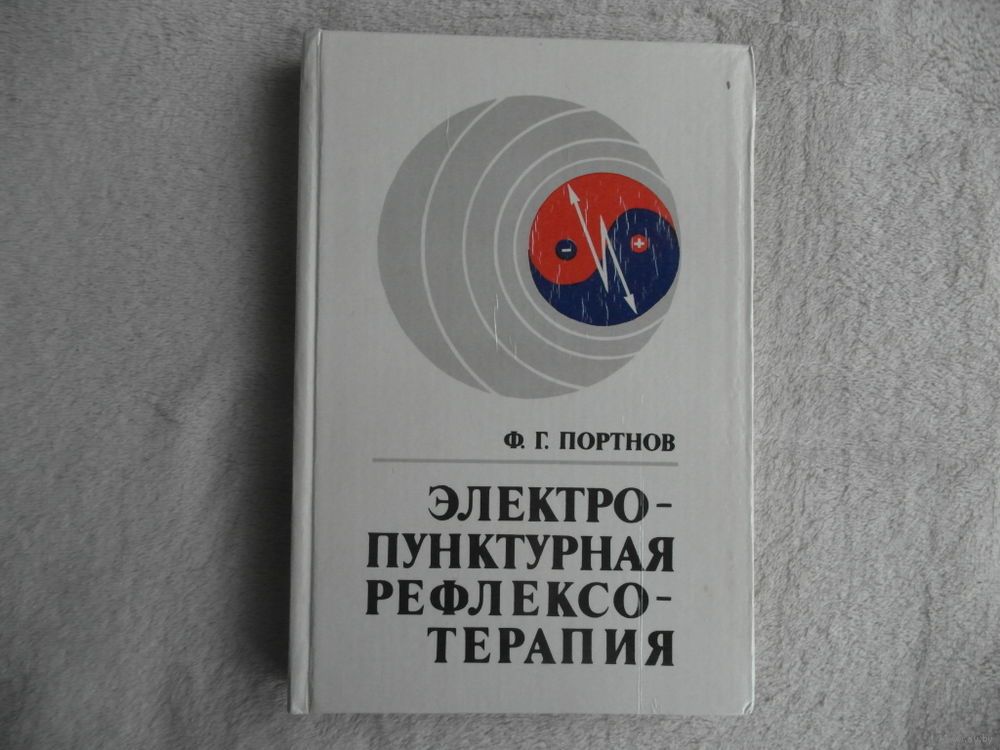 Ф. Г. ПОРТНОВ
ЭЛЕКТРО-
ПУНКТУРНАЯ
РЕФЛЕКСО-
ТЕРАПИЯ